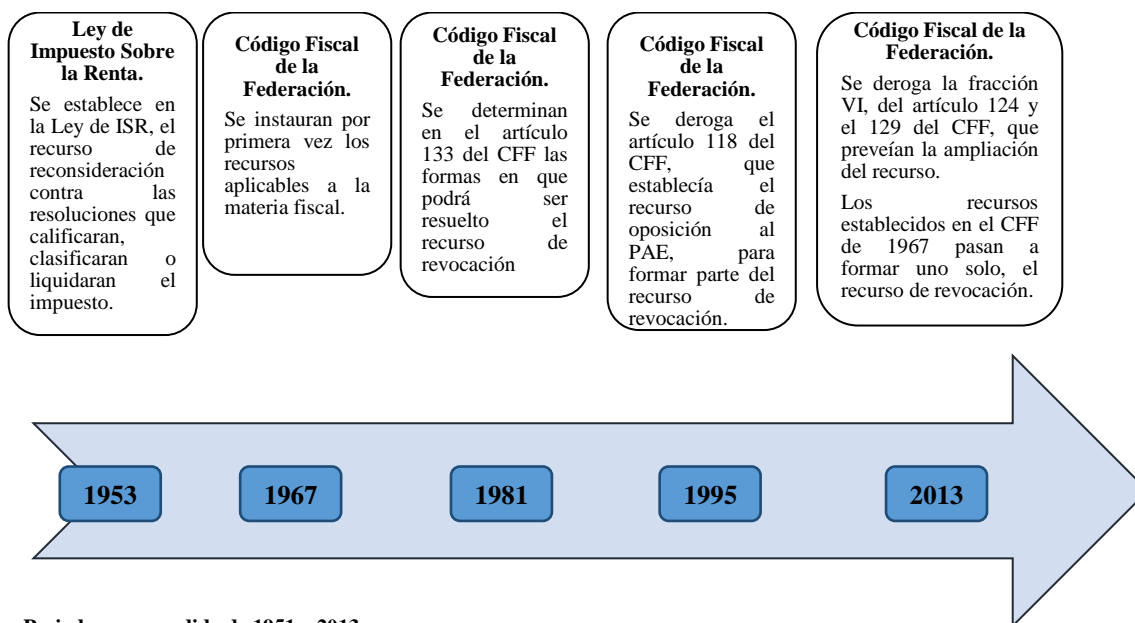 Ley de
Impuesto Sobre
la Renta.
Se establece en
la Ley de ISR, el
recurso de
reconsideración
contra las
resoluciones que
calificaran,
clasificaran o
liquidaran el
impuesto.
Código Fiscal
de la
Federación.
Se instauran por
primera vez los
recursos
aplicables a la
materia fiscal.
Código Fiscal
de la
Federación.
Se determinan
en el artículo
133 del CFF las
formas en que
podrá ser
resuelto el
recurso de
revocación
Código Fiscal
de la
Federación.
Se deroga el
artículo 118 del
CFF, que
establecía el
recurso de
oposición al
PAE, para
formar parte del
recurso de
revocación.
Código Fiscal de la
Federación.
Se deroga la fracción
VI, del artículo 124 y
el 129 del CFF, que
preveían la ampliación
del recurso.
Los recursos
establecidos en el CFF
de 1967 pasan a
formar uno solo, el
recurso de revocación.
1953
1967
1981
1995
2013